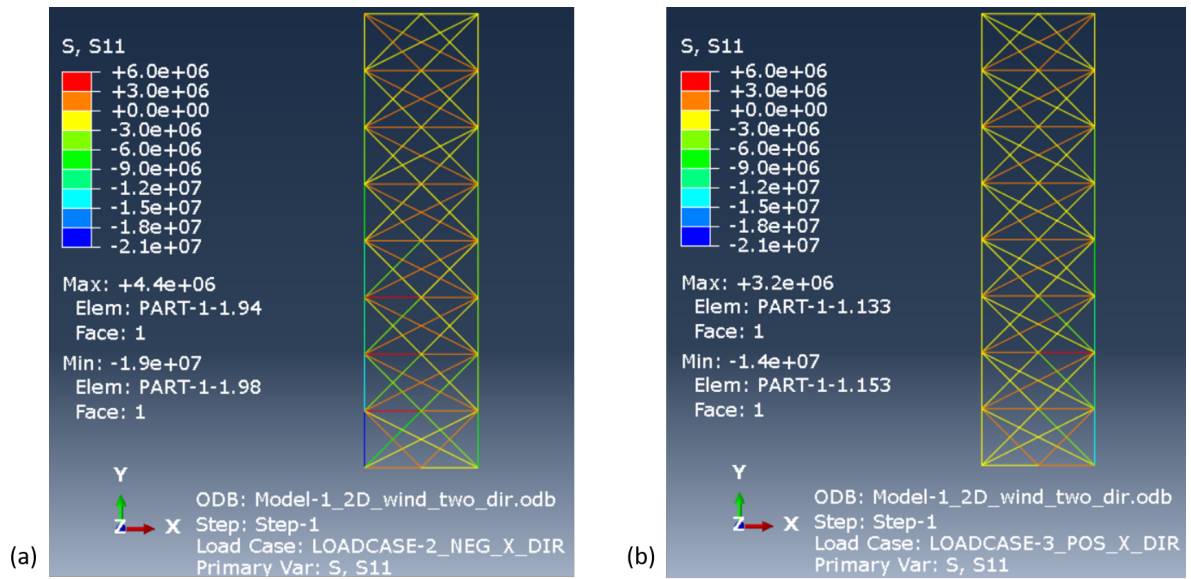 S, S11
+6.0e+06
+3.0e+06
+0.0e+00
-3.0e+06
-6.0e+06
-9.0e+06
-1.2e+07
-1.5e+07
-1.8e+07
-2.1e+07
Max: +4.4e+06
Elem: PART-1-1.94
Face: 1
Min: -1.9e+07
Elem: PART-1-1.98
Face: 1
Y
Z X
ODB: Model-1_2D_wind_two_dir.odb
Step: Step-1
Load Case: LOADCASE-2_NEG_X_DIR
Primary Var: S, S11
(a)
S, S11
+6.0e+06
+3.0e+06
+0.0e+00
-3.0e+06
-6.0e+06
-9.0e+06
-1.2e+07
-1.5e+07
-1.8e+07
-2.1e+07
Max: +3.2e+06
Elem: PART-1-1.133
Face: 1
Min: -1.4e+07
Elem: PART-1-1.153
Face: 1
Y
Z X
ODB: Model-1_2D_wind_two_dir.odb
Step: Step-1
Load Case: LOADCASE-3_POS_X_DIR
Primary Var: S, S11
(b)